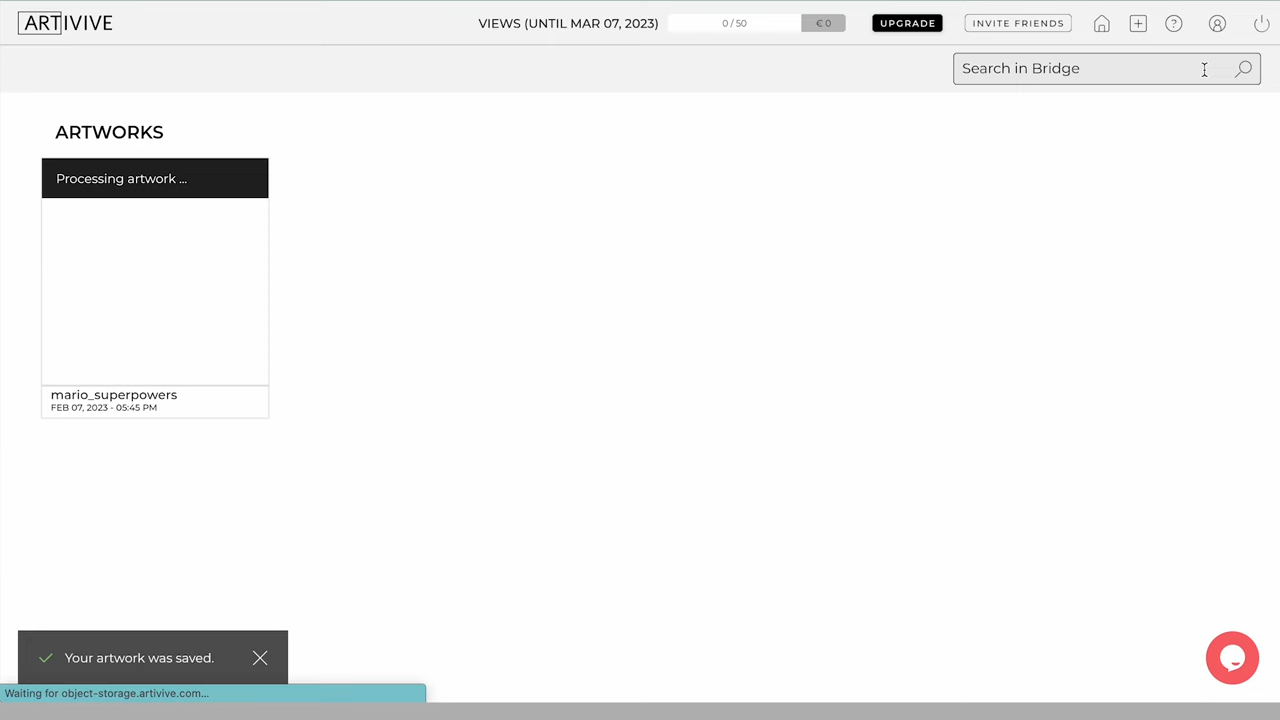 ARTIVIVE
VIEWS (UNTIL MAR 07, 2023)
0 / 50
€ 0
UPGRADE
INVITE FRIENDS
Search in Bridge
ARTWORKS
Processing artwork ...
mario_superpowers
FEB 07, 2023 - 05:45 PM
Your artwork was saved.
Waiting for object-storage.artivive.com...